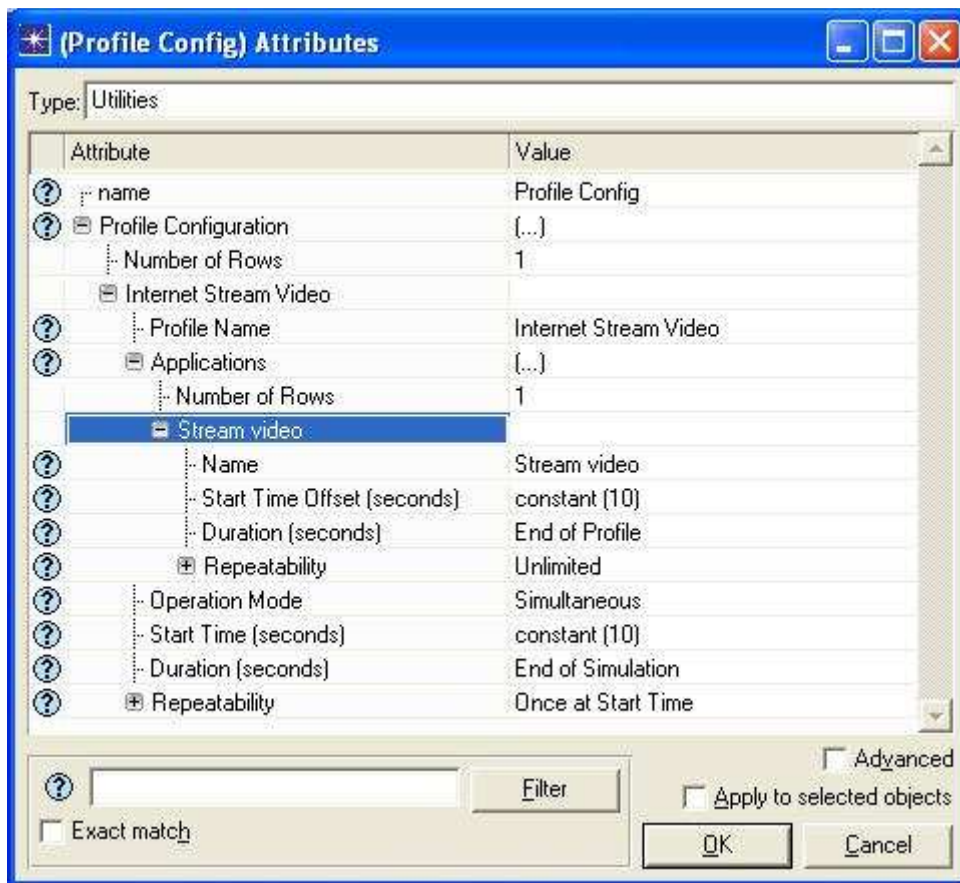 (Profile Config) Attributes
Type: Utilities
Attribute Value
name Profile Config
Profile Configuration (...)
Number of Rows 1
Internet Stream Video
Profile Name Internet Stream Video
Applications (...)
Number of Rows 1
Stream video
Name Stream video
Start Time Offset (seconds) constant (10)
Duration (seconds) End of Profile
Repeatability Unlimited
Operation Mode Simultaneous
Start Time (seconds) constant (10)
Duration (seconds) End of Simulation
Repeatability Once at Start Time
Advanced
Filter
Apply to selected objects
Exact match
OK Cancel